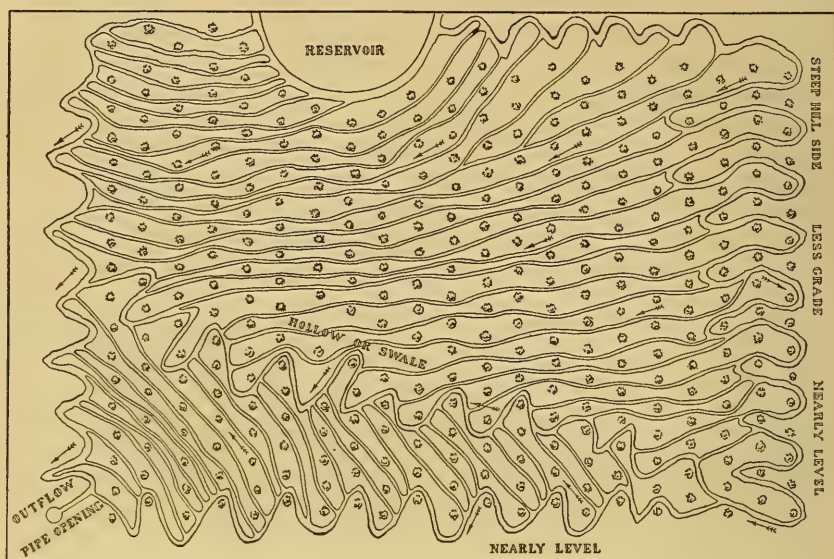 RESERVOIR
STEEP HILL SIDE
LESS GRADE
HOLLOW OR SWALE
NEARLY LEVEL
OUTFLOW
PIPE OPENING
NEARLY LEVEL